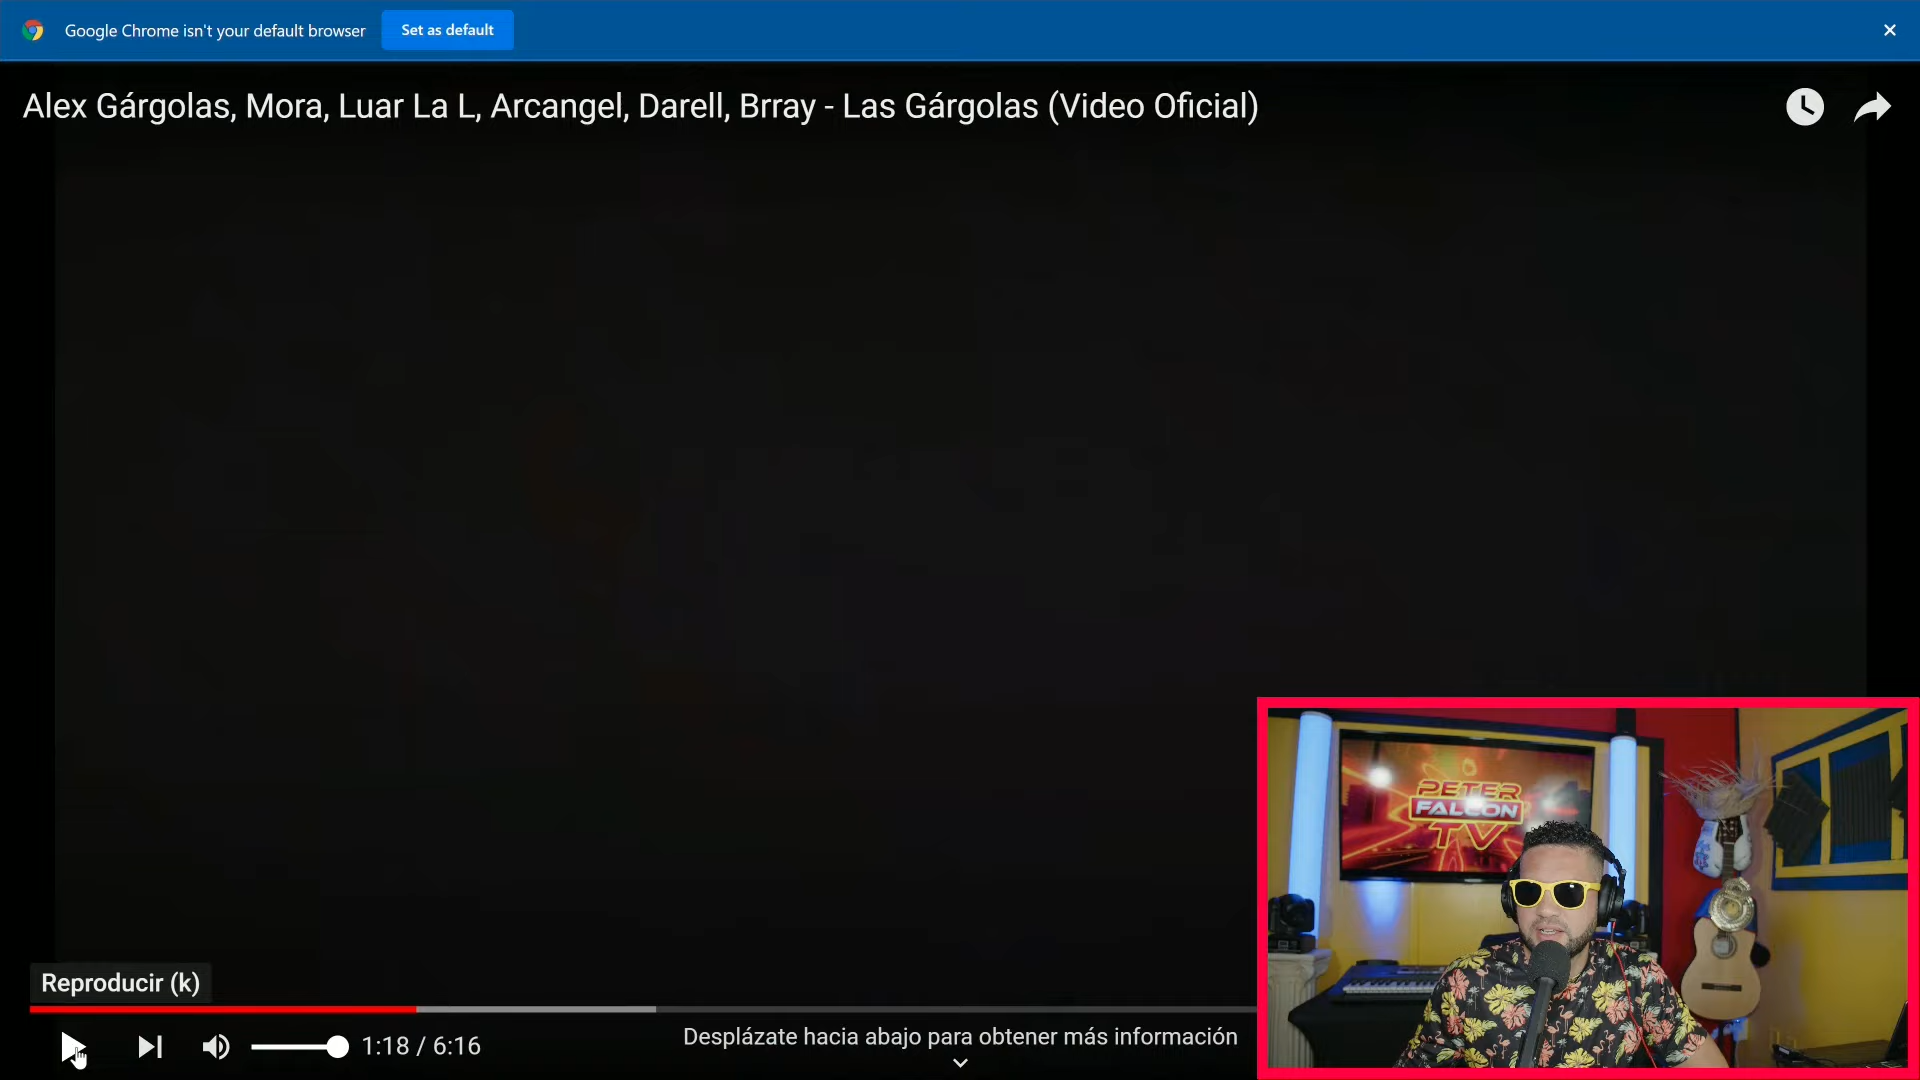 Google Chrome isn't your default browser
Set as default
Alex Gárgolas, Mora, Luar La L, Arcangel, Darell, Brray - Las Gárgolas (Video Oficial)
PETER
FALCON
TV
Reproducir (k)
1:18 / 6:16
Desplázate hacia abajo para obtener más información